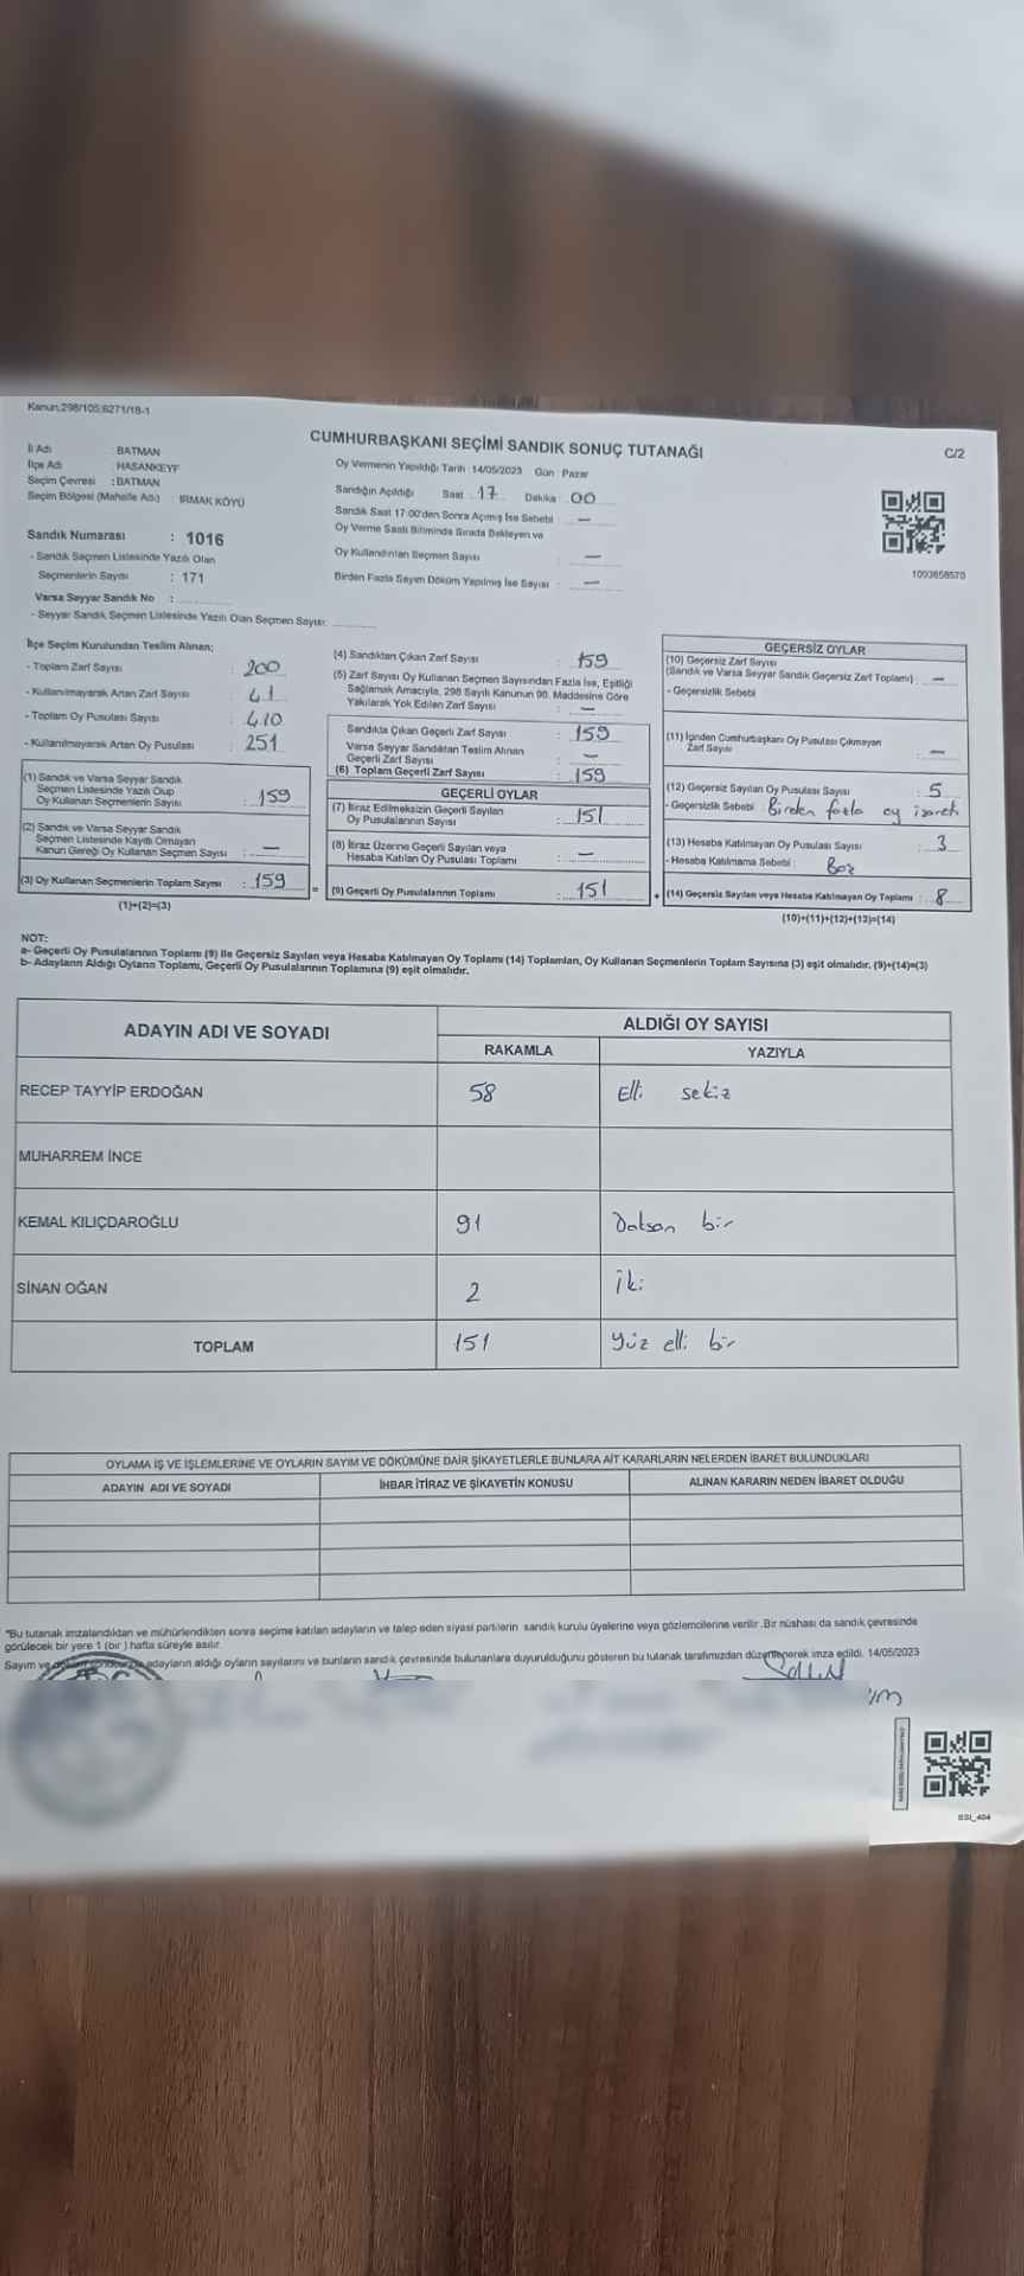 Kanun:298/105;6271/18-1
CUMHURBAŞKANI SEÇİMİ SANDIK SONUÇ TUTANAĞI
C/2
İl Adı : BATMAN
İlçe Adı : HASANKEYF
Seçim Çevresi : BATMAN
Seçim Bölgesi (Mahalle Adı) : IRMAK KÖYÜ
Sandık Numarası : 1016
- Sandık Seçmen Listesinde Yazılı Olan
Seçmenlerin Sayısı : 171
Varsa Seyyar Sandık No :
- Seyyar Sandık Seçmen Listesinde Yazılı Olan Seçmen Sayısı:
Oy Vermenin Yapıldığı Tarih :14/05/2023 Gün : Pazar
Sandığın Açıldığı Saat : 17 Dakika : 00
Sandık Saat 17:00'den Sonra Açılmış İse Sebebi : —
Oy Verme Saati Bitiminde Sırada Bekleyen ve
Oy Kullandırılan Seçmen Sayısı : —
Birden Fazla Sayım Döküm Yapılmış İse Sayısı : —
1093658570
İlçe Seçim Kurulundan Teslim Alınan;
- Toplam Zarf Sayısı : 200
- Kullanılmayarak Artan Zarf Sayısı : 41
- Toplam Oy Pusulası Sayısı : 410
- Kullanılmayarak Artan Oy Pusulası : 251
(1) Sandık ve Varsa Seyyar Sandık
Seçmen Listesinde Yazılı Olup
Oy Kullanan Seçmenlerin Sayısı : 159
(2) Sandık ve Varsa Seyyar Sandık
Seçmen Listesinde Kayıtlı Olmayan
Kanun Gereği Oy Kullanan Seçmen Sayısı : —
(3) Oy Kullanan Seçmenlerin Toplam Sayısı : 159
(1)+(2)=(3)
(4) Sandıktan Çıkan Zarf Sayısı : 159
(5) Zarf Sayısı Oy Kullanan Seçmen Sayısından Fazla İse, Eşitliği
Sağlamak Amacıyla, 298 Sayılı Kanunun 98. Maddesine Göre
Yakılarak Yok Edilen Zarf Sayısı : —
Sandıkta Çıkan Geçerli Zarf Sayısı : 159
Varsa Seyyar Sandıktan Teslim Alınan
Geçerli Zarf Sayısı : —
(6) Toplam Geçerli Zarf Sayısı : 159
GEÇERLİ OYLAR
(7) İtiraz Edilmeksizin Geçerli Sayılan
Oy Pusulalarının Sayısı : 151
(8) İtiraz Üzerine Geçerli Sayılan veya
Hesaba Katılan Oy Pusulası Toplamı : —
= (9) Geçerli Oy Pusulalarının Toplamı : 151
GEÇERSİZ OYLAR
(10) Geçersiz Zarf Sayısı
(Sandık ve Varsa Seyyar Sandık Geçersiz Zarf Toplamı) : —
- Geçersizlik Sebebi
(11) İçinden Cumhurbaşkanı Oy Pusulası Çıkmayan
Zarf Sayısı : —
(12) Geçersiz Sayılan Oy Pusulası Sayısı : 5
- Geçersizlik Sebebi Birden fazla oy işareti
(13) Hesaba Katılmayan Oy Pusulası Sayısı : 3
- Hesaba Katılmama Sebebi : Boş
+ (14) Geçersiz Sayılan veya Hesaba Katılmayan Oy Toplamı : 8
(10)+(11)+(12)+(13)=(14)
NOT:
a- Geçerli Oy Pusulalarının Toplamı (9) ile Geçersiz Sayılan veya Hesaba Katılmayan Oy Toplamı (14) Toplamları, Oy Kullanan Seçmenlerin Toplam Sayısına (3) eşit olmalıdır. (9)+(14)=(3)
b- Adayların Aldığı Oyların Toplamı, Geçerli Oy Pusulalarının Toplamına (9) eşit olmalıdır.
ADAYIN ADI VE SOYADI ALDIĞI OY SAYISI
RAKAMLA YAZIYLA
RECEP TAYYİP ERDOĞAN 58 Elli sekiz
MUHARREM İNCE
KEMAL KILIÇDAROĞLU 91 Doksan bir
SİNAN OĞAN 2 iki
TOPLAM 151 Yüz elli bir
OYLAMA İŞ VE İŞLEMLERİNE VE OYLARIN SAYIM VE DÖKÜMÜNE DAİR ŞİKAYETLERLE BUNLARA AİT KARARLARIN NELERDEN İBARET BULUNDUKLARI
ADAYIN ADI VE SOYADI İHBAR İTİRAZ VE ŞİKAYETİN KONUSU ALINAN KARARIN NEDEN İBARET OLDUĞU
"Bu tutanak imzalandıktan ve mühürlendikten sonra seçime katılan adayların ve talep eden siyasi partilerin sandık kurulu üyelerine veya gözlemcilerine verilir. Bir nüshası da sandık çevresinde
görülecek bir yere 1 (bir ) hafta süreyle asılır.
Sayım ve adayların aldığı oyların sayılarını ve bunların sandık çevresinde bulunanlara duyurulduğunu gösteren bu tutanak tarafımızdan düzenlenerek imza edildi. 14/05/2023